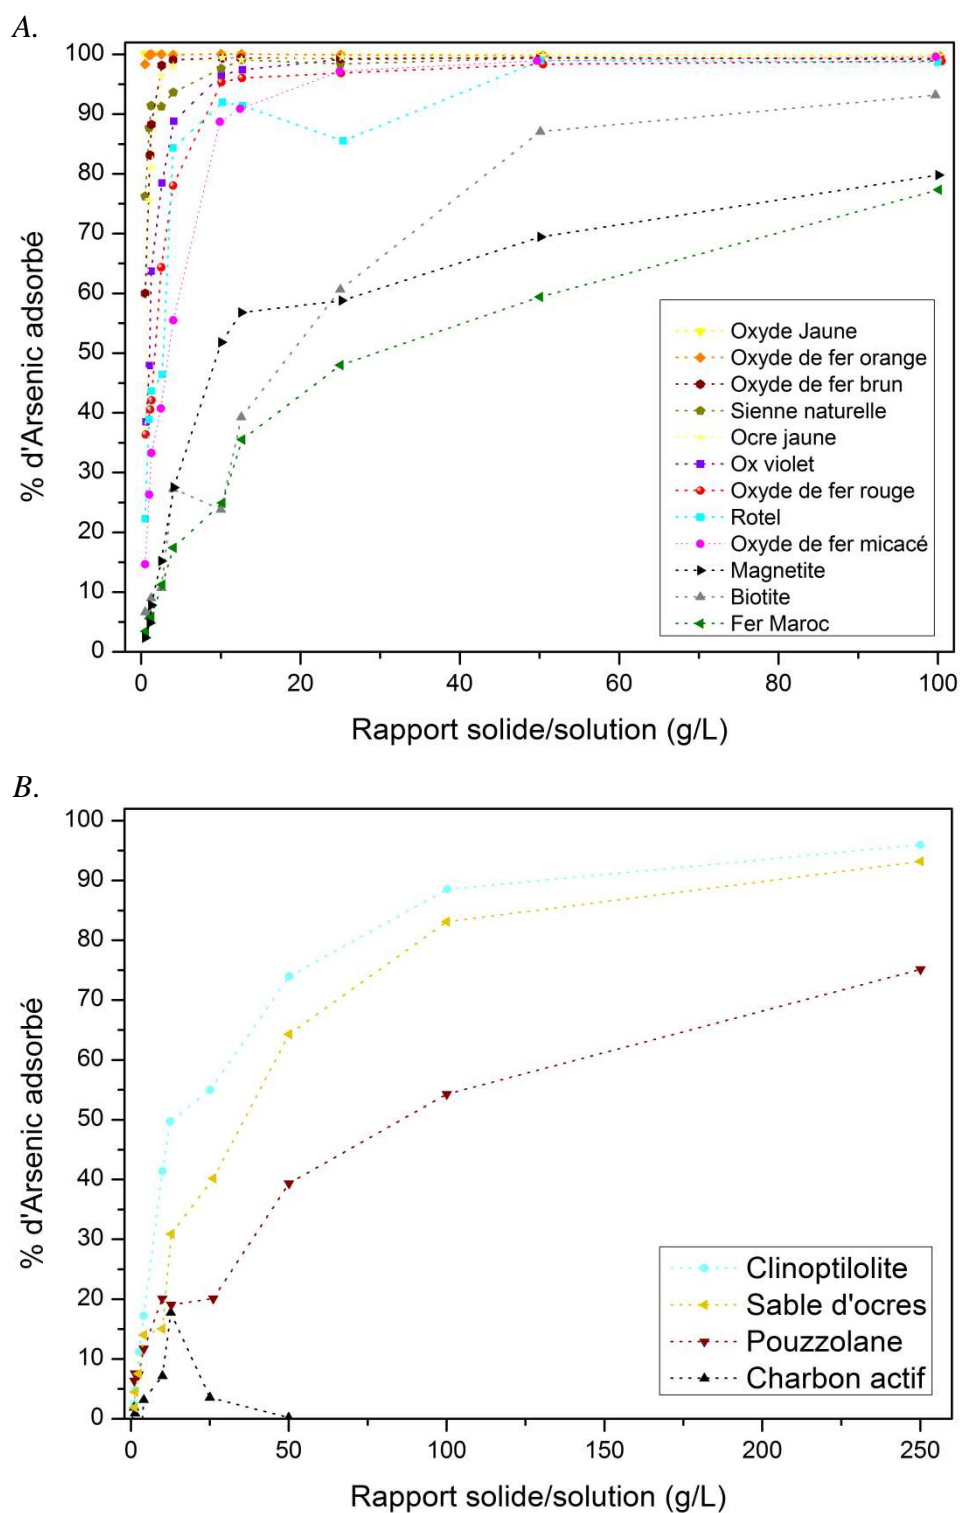 A.
100
90
80
70
60
50
40
30
20
10
0
% d'Arsenic adsorbé
Oxyde Jaune
Oxyde de fer orange
Oxyde de fer brun
Sienne naturelle
Ocre jaune
Ox violet
Oxyde de fer rouge
Rotel
Oxyde de fer micacé
Magnetite
Biotite
Fer Maroc
0 20 40 60 80 100
Rapport solide/solution (g/L)
B.
100
90
80
70
60
50
40
30
20
10
0
% d'Arsenic adsorbé
Clinoptilolite
Sable d'ocres
Pouzzolane
Charbon actif
0 50 100 150 200 250
Rapport solide/solution (g/L)